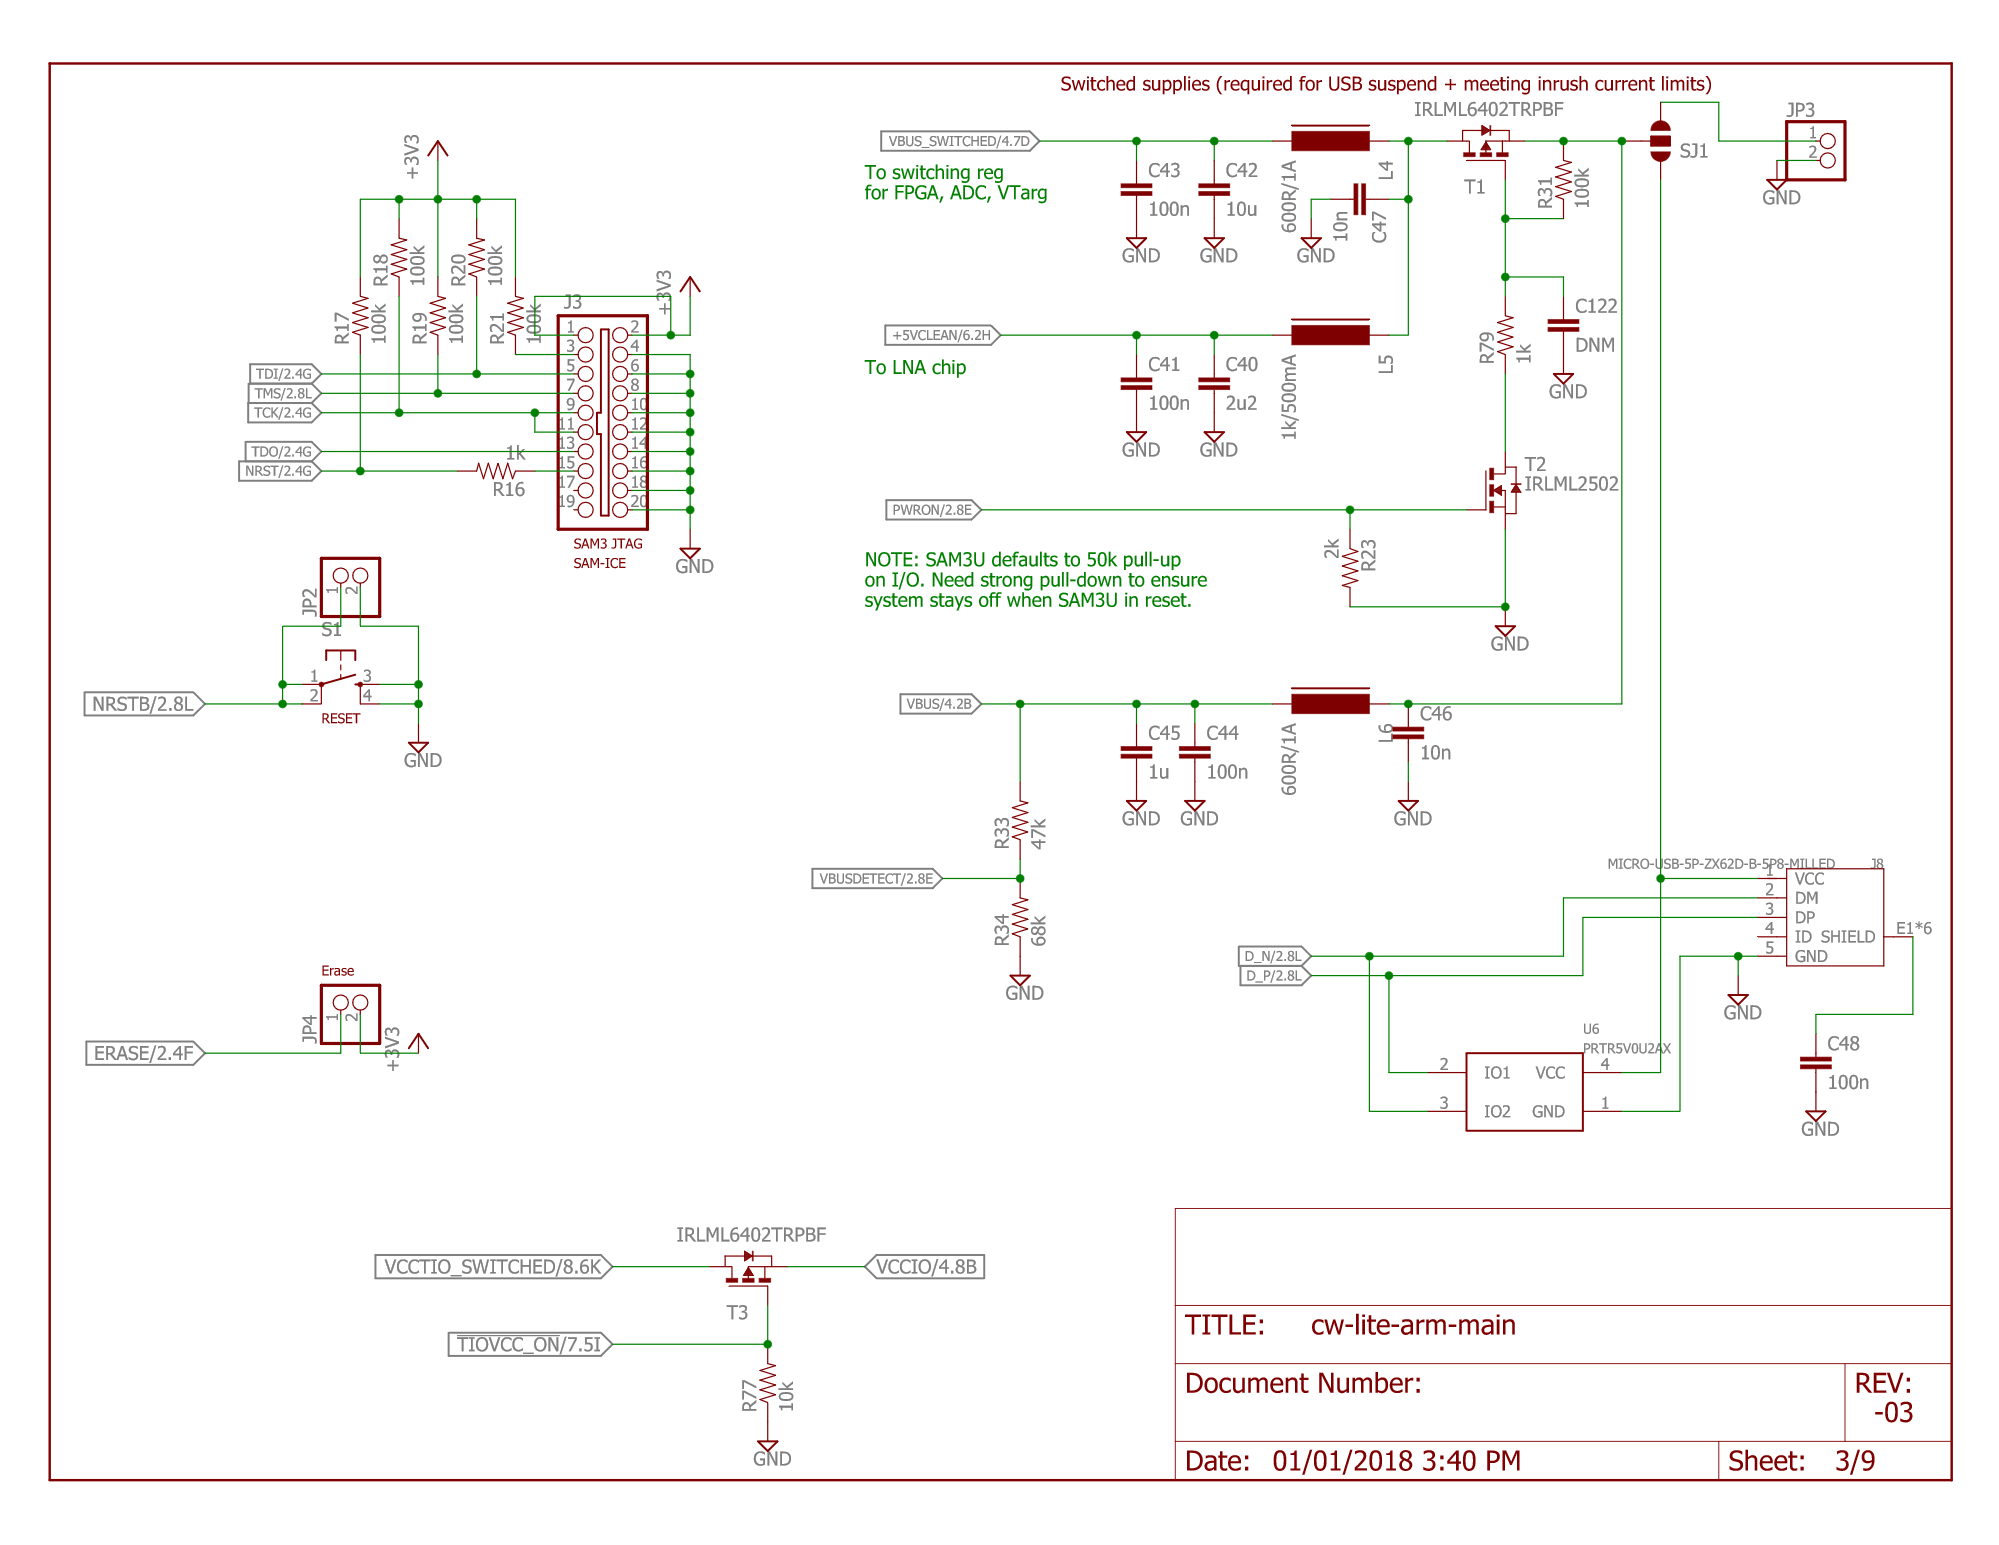 Switched supplies (required for USB suspend + meeting inrush current limits)
IRLML6402TRPBF
JP3
1
2
GND
SJ1
VBUS_SWITCHED/4.7D
To switching reg
for FPGA, ADC, VTarg
C43
100n
GND
C42
10u
GND
600R/1A
L4
10n
C47
GND
T1
R31
100k
+3V3
R18
100k
R20
100k
R17
100k
R19
100k
R21
100k
J3
+3V3
1
2
3
4
5
6
7
8
9
10
11
12
13
14
15
16
17
18
19
20
TDI/2.4G
TMS/2.8L
TCK/2.4G
TDO/2.4G
NRST/2.4G
1k
R16
SAM3 JTAG
SAM-ICE
GND
+5VCLEAN/6.2H
To LNA chip
C41
100n
GND
C40
2u2
GND
1k/500mA
L5
R79
1k
C122
DNM
GND
T2
IRLML2502
PWRON/2.8E
2k
R23
GND
NOTE: SAM3U defaults to 50k pull-up
on I/O. Need strong pull-down to ensure
system stays off when SAM3U in reset.
JP2
1
2
S1
1
2
3
4
RESET
NRSTB/2.8L
GND
VBUS/4.2B
C45
1u
GND
C44
100n
GND
600R/1A
L6
C46
10n
GND
R33
47k
VBUSDETECT/2.8E
R34
68k
GND
MICRO-USB-5P-ZX62D-B-5P8-MILLED
J8
1
VCC
2
DM
3
DP
4
ID
SHIELD
5
GND
E1*6
D_N/2.8L
D_P/2.8L
GND
C48
100n
GND
U6
PRTR5V0U2AX
2
IO1
VCC
4
3
IO2
GND
1
Erase
JP4
1
2
+3V3
ERASE/2.4F
IRLML6402TRPBF
VCCTIO_SWITCHED/8.6K
VCCIO/4.8B
T3
TIOVCC_ON/7.5I
R77
10k
GND
TITLE: cw-lite-arm-main
Document Number:
REV:
-03
Date: 01/01/2018 3:40 PM
Sheet: 3/9